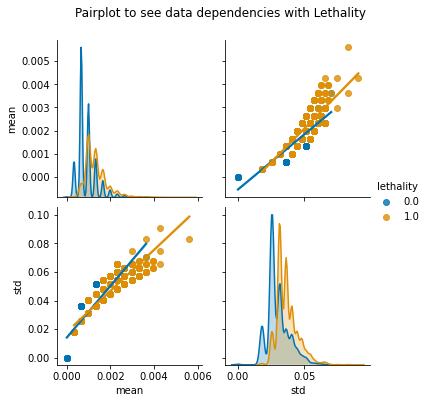 Pairplot to see data dependencies with Lethality
0.005
0.004
0.003
0.002
0.001
0.000
mean
lethality
0.0
1.0
0.10
0.08
0.06
0.04
0.02
0.00
std
0.000 0.002 0.004 0.006
mean
0.00 0.05
std